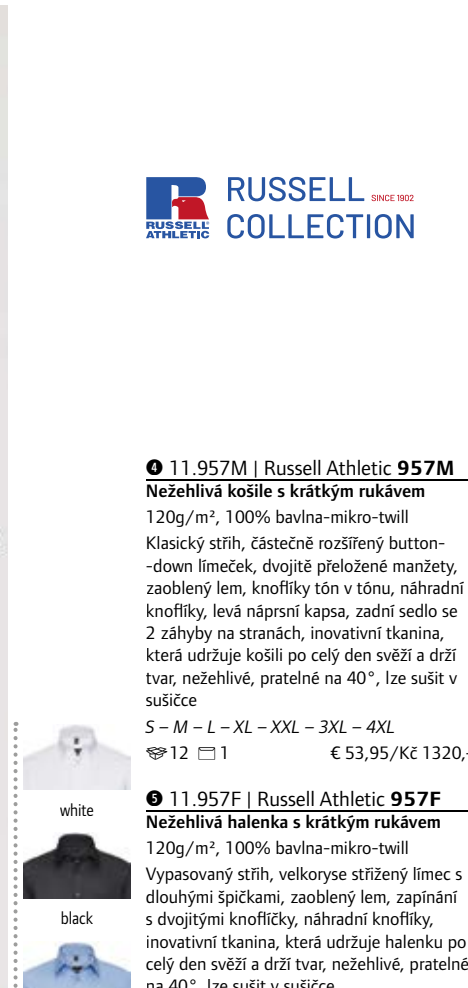 RUSSELL SINCE 1902
COLLECTION
RUSSELL
ATHLETIC
❹ 11.957M | Russell Athletic 957M
Nežehlivá košile s krátkým rukávem
120g/m², 100% bavlna-mikro-twill
Klasický střih, částečně rozšířený button-
-down límeček, dvojitě přeložené manžety,
zaoblený lem, knoflíky tón v tónu, náhradní
knoflíky, levá náprsní kapsa, zadní sedlo se
2 záhyby na stranách, inovativní tkanina,
která udržuje košili po celý den svěží a drží
tvar, nežehlivé, pratelné na 40°, lze sušit v
sušičce
S – M – L – XL – XXL – 3XL – 4XL
12 1 € 53,95/Kč 1320,-
❺ 11.957F | Russell Athletic 957F
Nežehlivá halenka s krátkým rukávem
120g/m², 100% bavlna-mikro-twill
Vypasovaný střih, velkoryse střižený límec s
dlouhými špičkami, zaoblený lem, zapínání
s dvojitými knoflíčky, náhradní knoflíky,
inovativní tkanina, která udržuje halenku po
celý den svěží a drží tvar, nežehlivé, pratelné
na 40°, lze sušit v sušičce
white
black